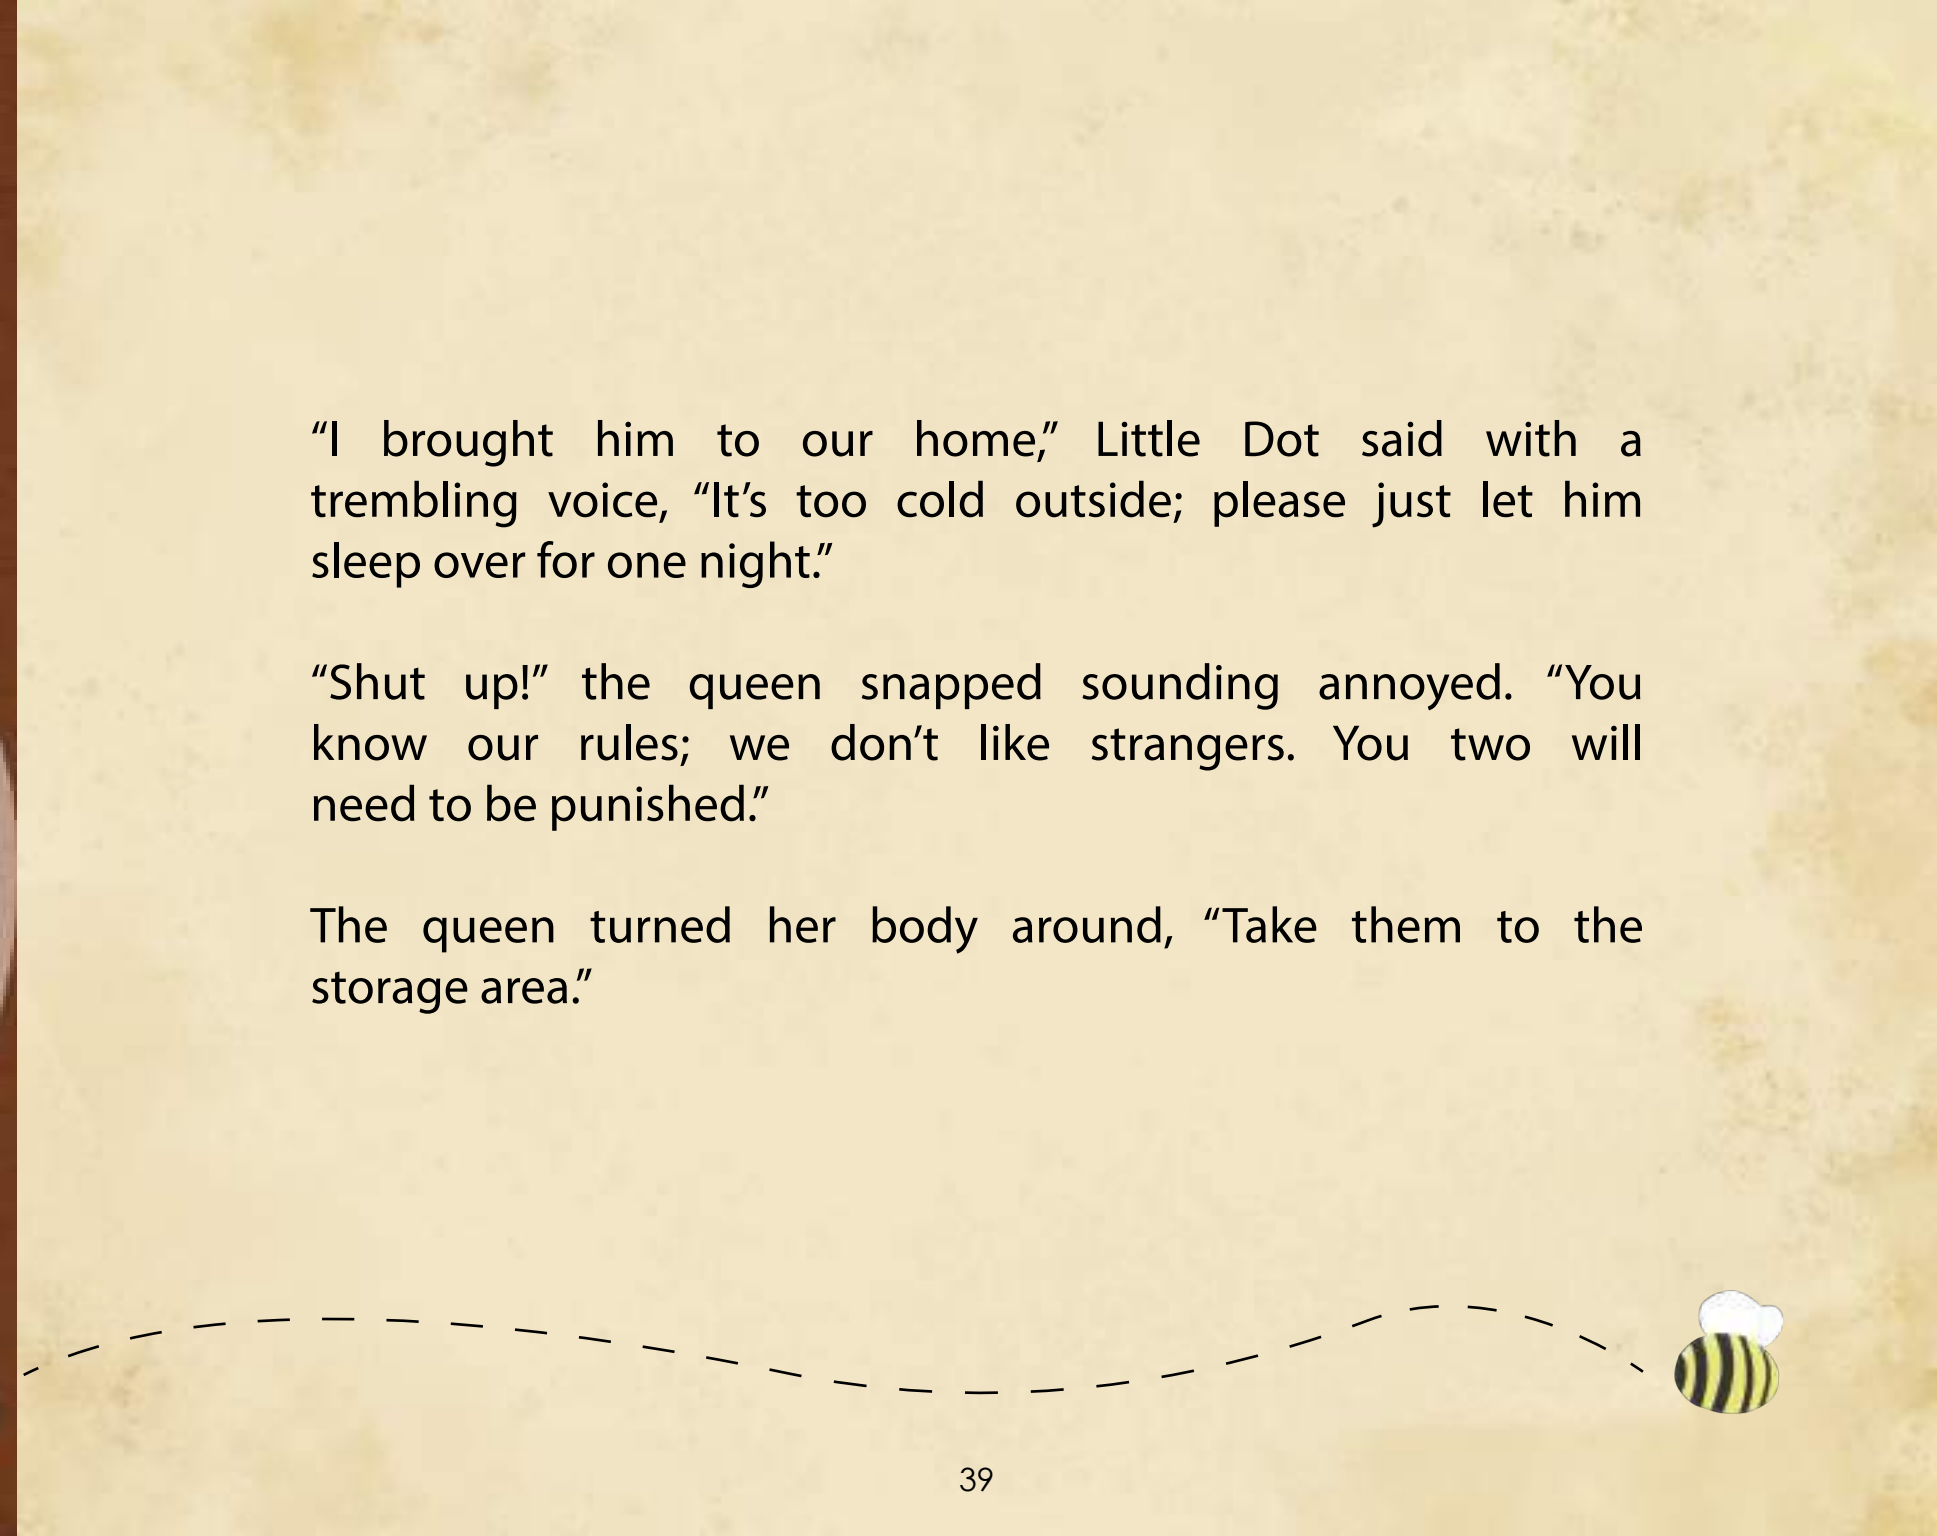 “I brought him to our home,” Little Dot said with a
trembling voice, “It’s too cold outside; please just let him
sleep over for one night.”
“Shut up!” the queen snapped sounding annoyed. “You
know our rules; we don’t like strangers. You two will
need to be punished.”
The queen turned her body around, “Take them to the
storage area.”
39